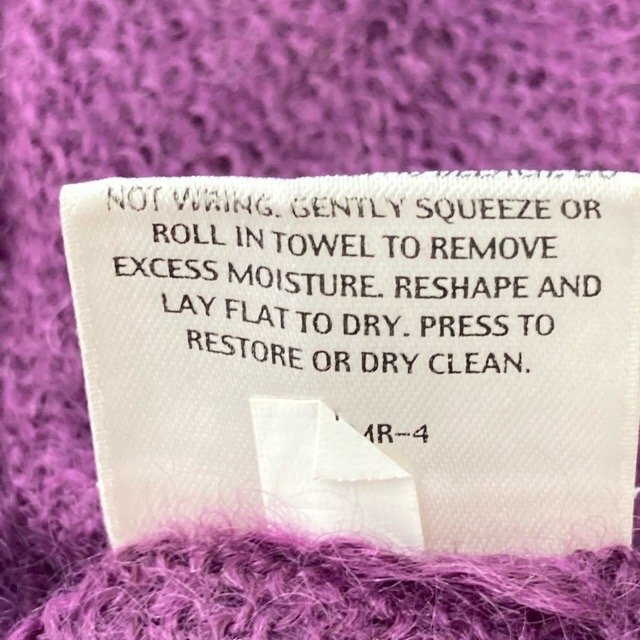 NOT WRING. GENTLY SQUEEZE OR
ROLL IN TOWEL TO REMOVE
EXCESS MOISTURE. RESHAPE AND
LAY FLAT TO DRY. PRESS TO
RESTORE OR DRY CLEAN.
MR-4